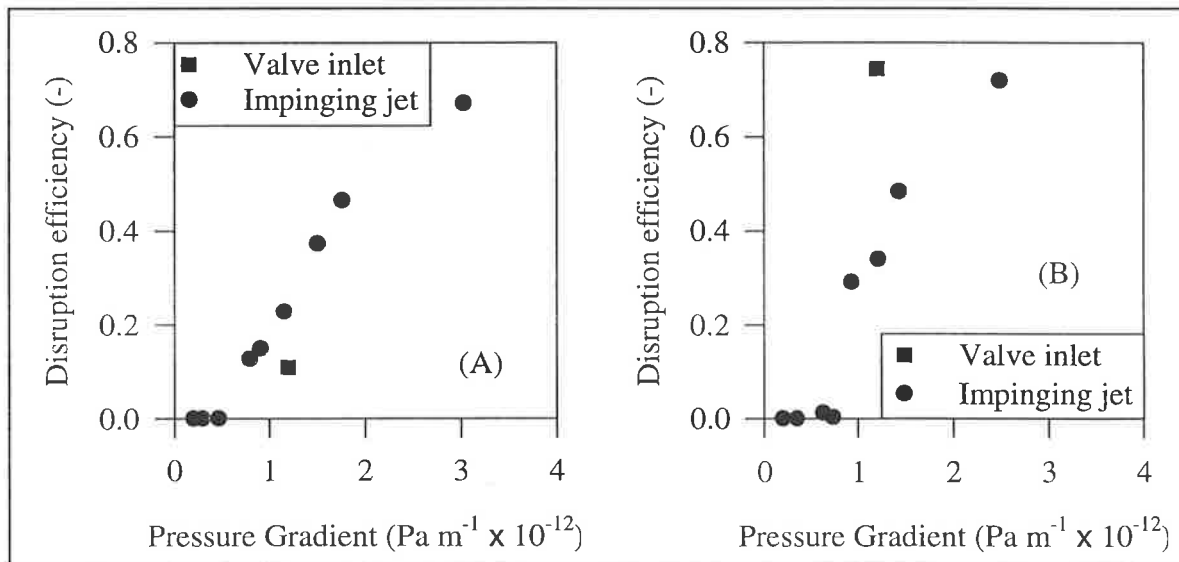 0.8
0.6
0.4
0.2
0.0
Disruption efficiency (-)
Valve inlet
Impinging jet
(A)
0 1 2 3 4
Pressure Gradient (Pa m⁻¹ x 10⁻¹²)
0.8
0.6
0.4
0.2
0.0
Disruption efficiency (-)
(B)
Valve inlet
Impinging jet
0 1 2 3 4
Pressure Gradient (Pa m⁻¹ x 10⁻¹²)